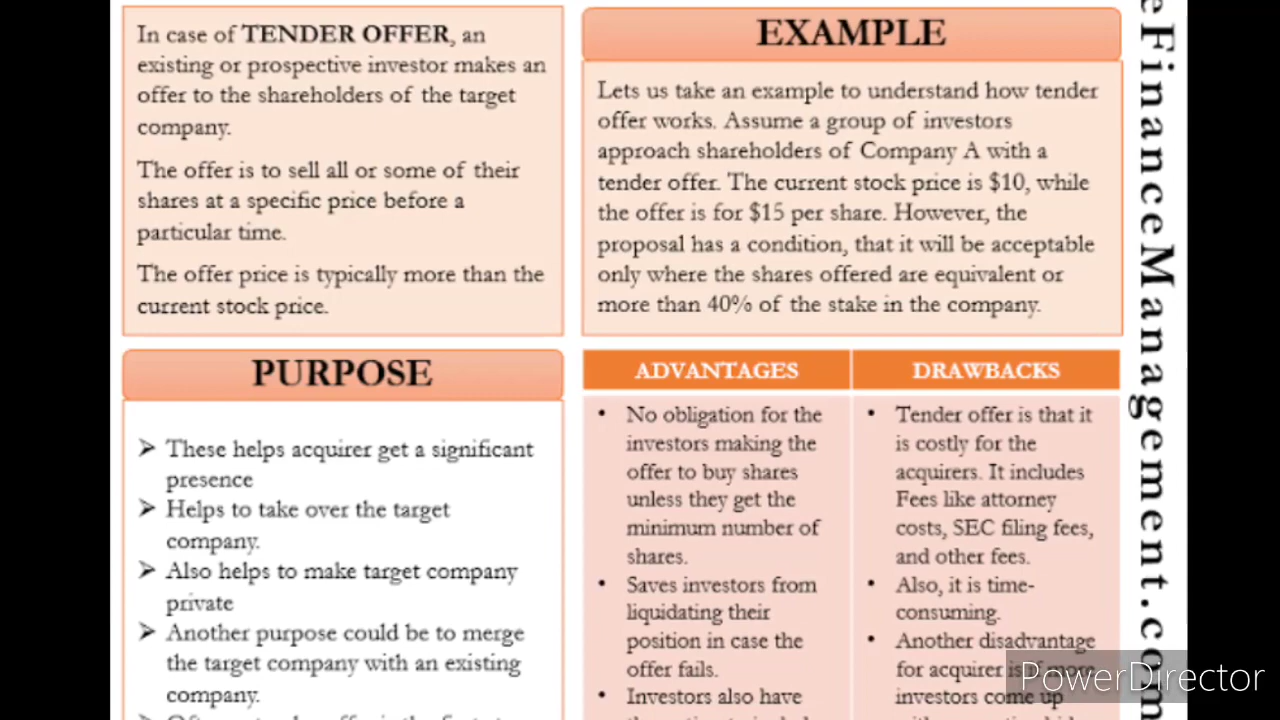 In case of TENDER OFFER, an
existing or prospective investor makes an
offer to the shareholders of the target
company.
The offer is to sell all or some of their
shares at a specific price before a
particular time.
The offer price is typically more than the
current stock price.
EXAMPLE
Lets us take an example to understand how tender
offer works. Assume a group of investors
approach shareholders of Company A with a
tender offer. The current stock price is $10, while
the offer is for $15 per share. However, the
proposal has a condition, that it will be acceptable
only where the shares offered are equivalent or
more than 40% of the stake in the company.
PURPOSE
➢ These helps acquirer get a significant
presence
➢ Helps to take over the target
company.
➢ Also helps to make target company
private
➢ Another purpose could be to merge
the target company with an existing
company.
ADVANTAGES
• No obligation for the
investors making the
offer to buy shares
unless they get the
minimum number of
shares.
• Saves investors from
liquidating their
position in case the
offer fails.
• Investors also have
DRAWBACKS
• Tender offer is that it
is costly for the
acquirers. It includes
Fees like attorney
costs, SEC filing fees,
and other fees.
• Also, it is time-
consuming.
• Another disadvantage
for acquirer is if more
investors come up
eFinanceManagement.com
PowerDirector